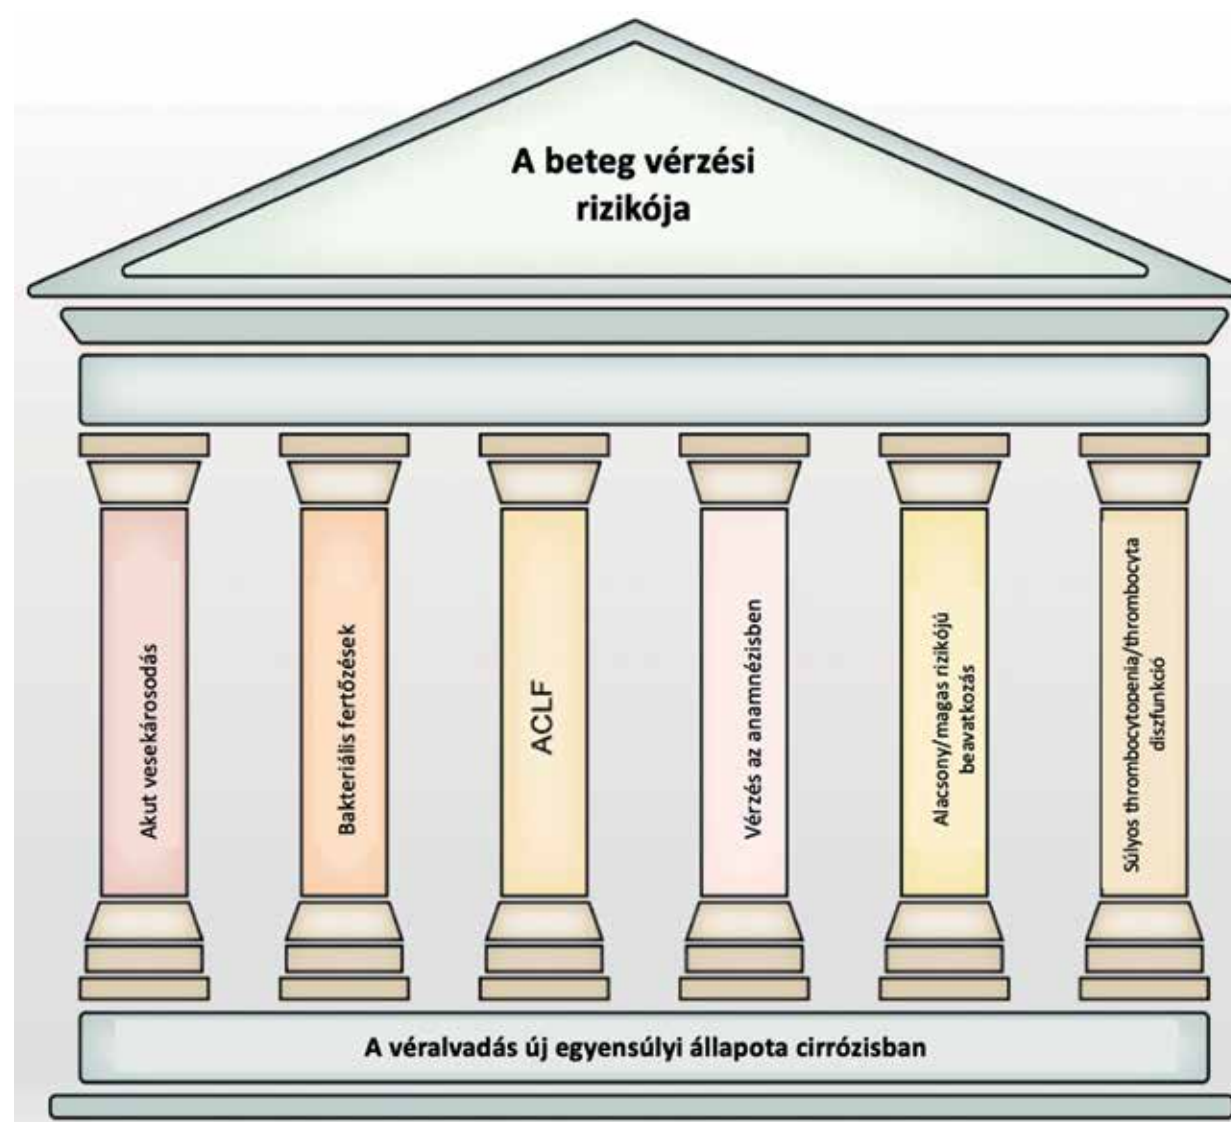 A beteg vérzési
rizikója
Akut vesekárosodás
Bakteriális fertőzések
ACLF
Vérzés az anamnézisben
Alacsony/magas rizikójú
beavatkozás
Súlyos thrombocytopenia/thrombocyta
diszfunkció
A véralvadás új egyensúlyi állapota cirrózisban